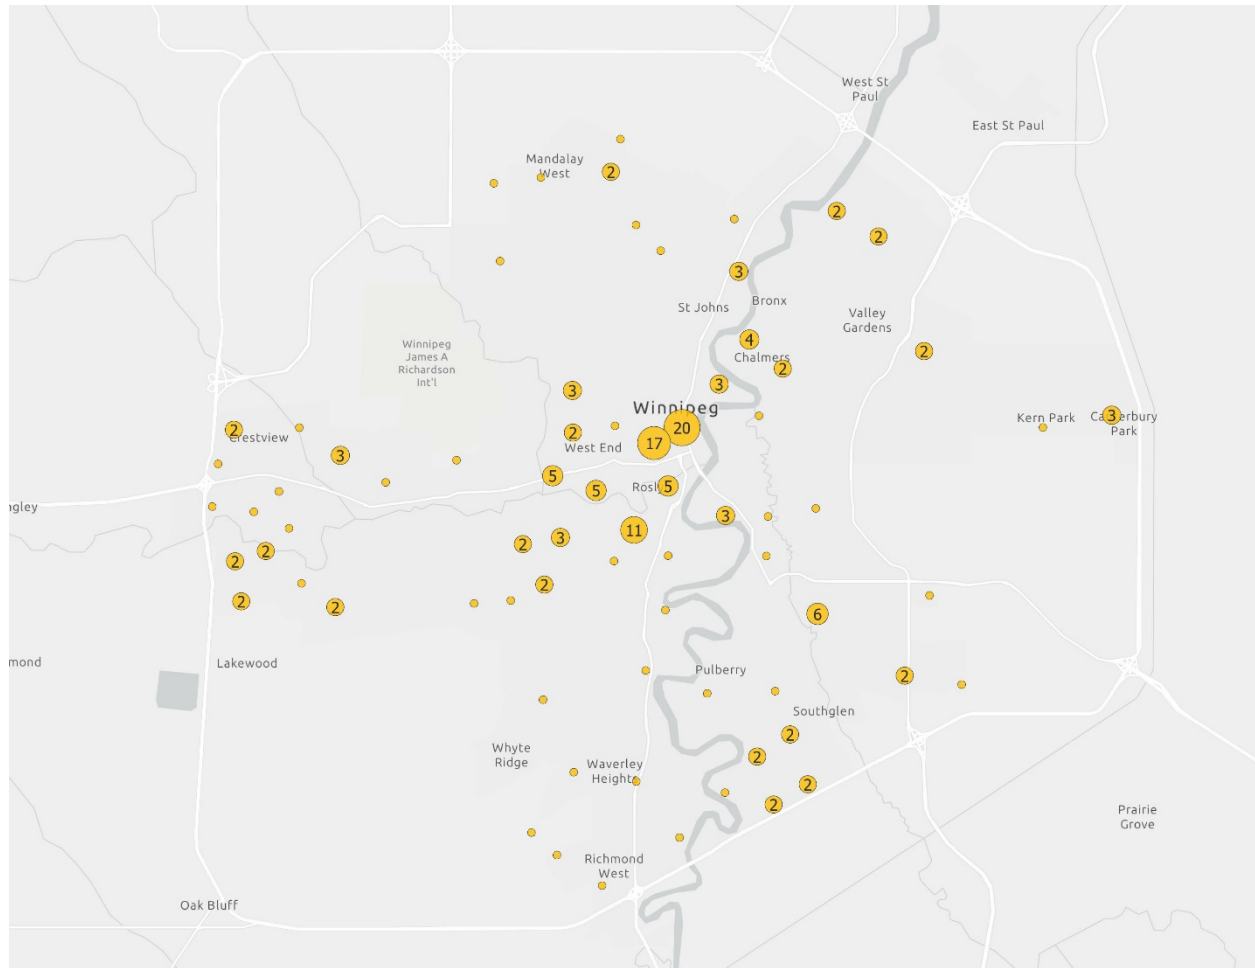 West St
Paul
East St Paul
Mandalay
West
2
2
2
3
St Johns
Bronx
Valley
Gardens
4
Chalmers
2
2
Winnipeg
James A
Richardson
Int'l
3
3
Winnipeg
20
17
2
West End
2
Crestview
3
Kern Park
3
Park
5
5
5
3
11
2
3
2
2
2
2
2
6
Lakewood
Pulberry
2
Southglen
2
2
2
2
Whyte
Ridge
Waverley
Heights
Prairie
Grove
Richmond
West
Oak Bluff
ngley
mond